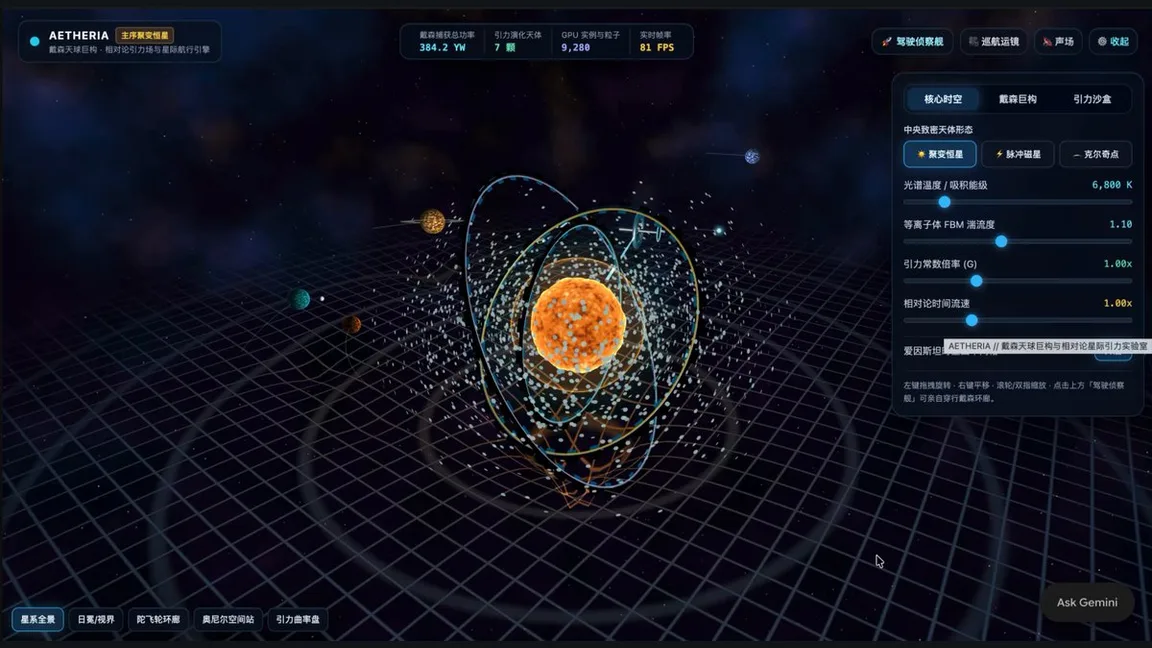 AETHERIA 主序聚变恒星
戴森天球巨构 · 相对论引力场与星际航行引擎
戴森捕获总功率 引力演化天体 GPU 实例与粒子 实时帧率
384.2 YW 7 颗 9,280 81 FPS
驾驶侦察舰 巡航运镜 声场 收起
核心时空 戴森巨构 引力沙盒
中央致密天体形态
聚变恒星 脉冲磁星 克尔奇点
光谱温度 / 吸积能级 6,800 K
等离子体 FBM 湍流度 1.10
引力常数倍率 (G) 1.00x
相对论时间流速 1.00x
AETHERIA // 戴森天球巨构与相对论星际引力实验室
爱因斯坦
左键拖拽旋转 · 右键平移 · 滚轮/双指缩放 · 点击上方「驾驶侦察
舰」可亲自穿行戴森环廊。
Ask Gemini
星系全景 日冕/视界 陀飞轮环廊 奥尼尔空间站 引力曲率盘